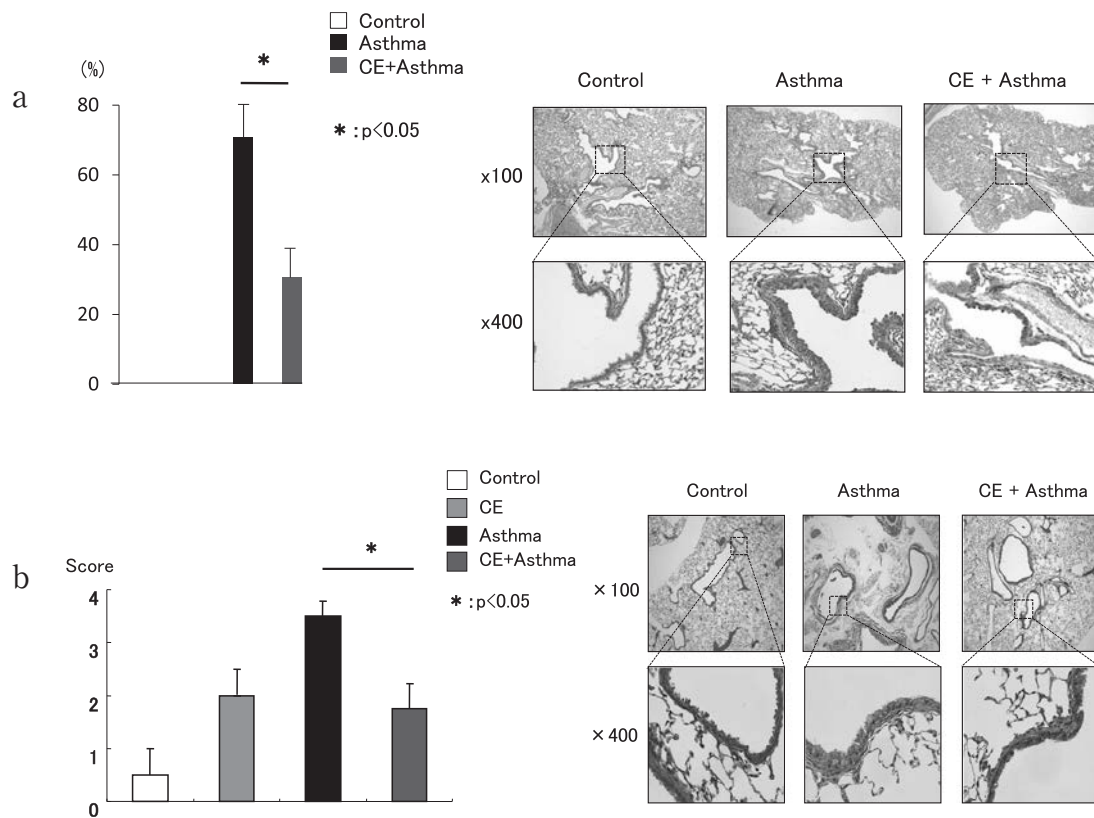 a
(%)
80
60
40
20
0
*
Control
Asthma
CE+Asthma
* : p<0.05
Control Asthma CE + Asthma
x100
x400
b
Score
4
3
2
1
0
*
Control
CE
Asthma
CE+Asthma
* : p<0.05
Control Asthma CE + Asthma
× 100
× 400